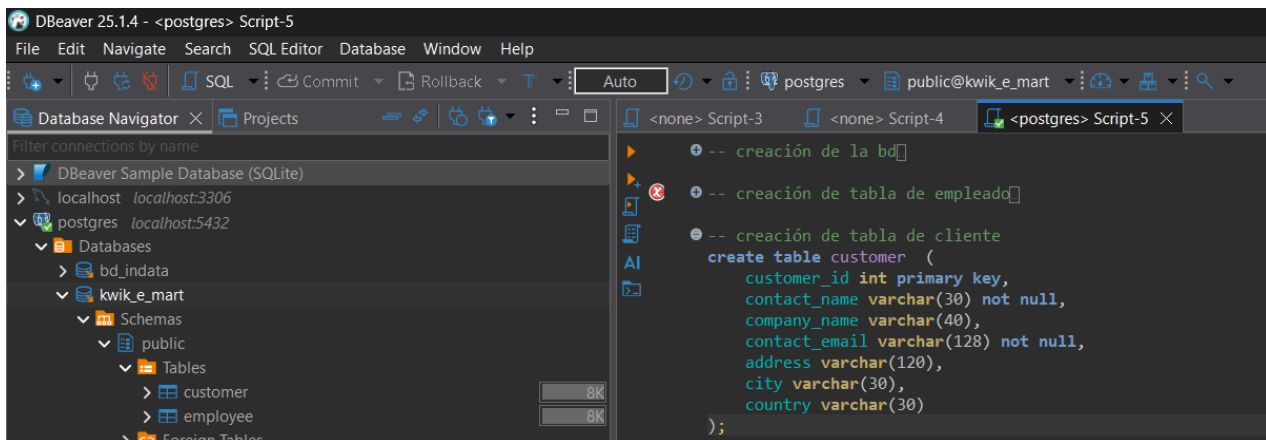 DBeaver 25.1.4 - <postgres> Script-5
File Edit Navigate Search SQL Editor Database Window Help
SQL Commit Rollback T Auto postgres public@kwik_e_mart
Database Navigator Projects
<none> Script-3 <none> Script-4 <postgres> Script-5
Filter connections by name
DBeaver Sample Database (SQLite)
localhost localhost:3306
postgres localhost:5432
Databases
bd_indata
kwik_e_mart
Schemas
public
Tables
customer 8K
employee 8K
Foreign Tables
AI
-- creación de la bd
-- creación de tabla de empleado
-- creación de tabla de cliente
create table customer (
customer_id int primary key,
contact_name varchar(30) not null,
company_name varchar(40),
contact_email varchar(128) not null,
address varchar(120),
city varchar(30),
country varchar(30)
);